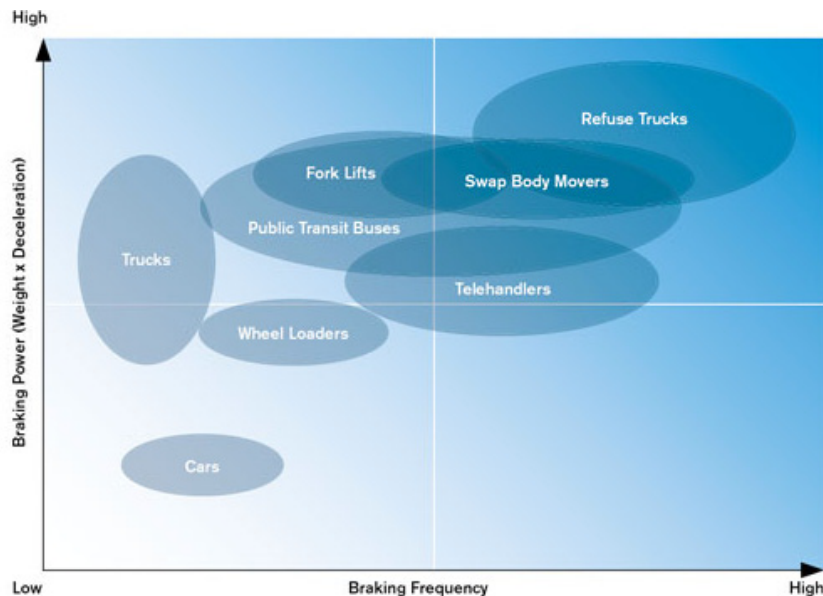 High
Refuse Trucks
Fork Lifts
Swap Body Movers
Public Transit Buses
Trucks
Telehandlers
Wheel Loaders
Cars
Braking Power (Weight x Deceleration)
Low
Braking Frequency
High